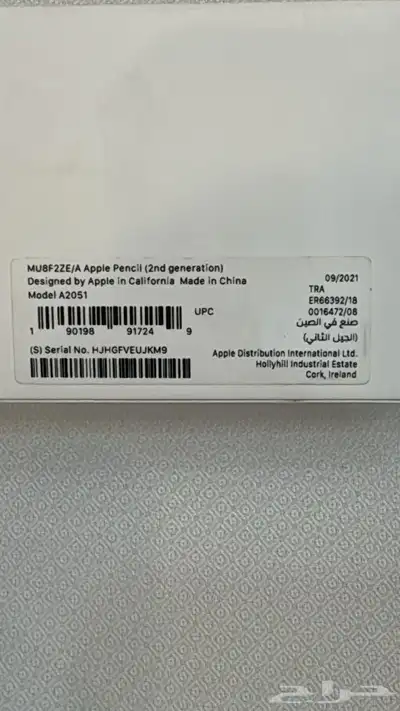 MU8F2ZE/A Apple Pencil (2nd generation)
Designed by Apple in California Made in China
Model A2051
UPC
1 90198 91724 9
(S) Serial No. HJHGFVEUJKM9
09/2021
TRA
ER66392/18
0016472/08
صنع في الصين
(الجيل الثاني)
Apple Distribution International Ltd.
Hollyhill Industrial Estate
Cork, Ireland
حراج